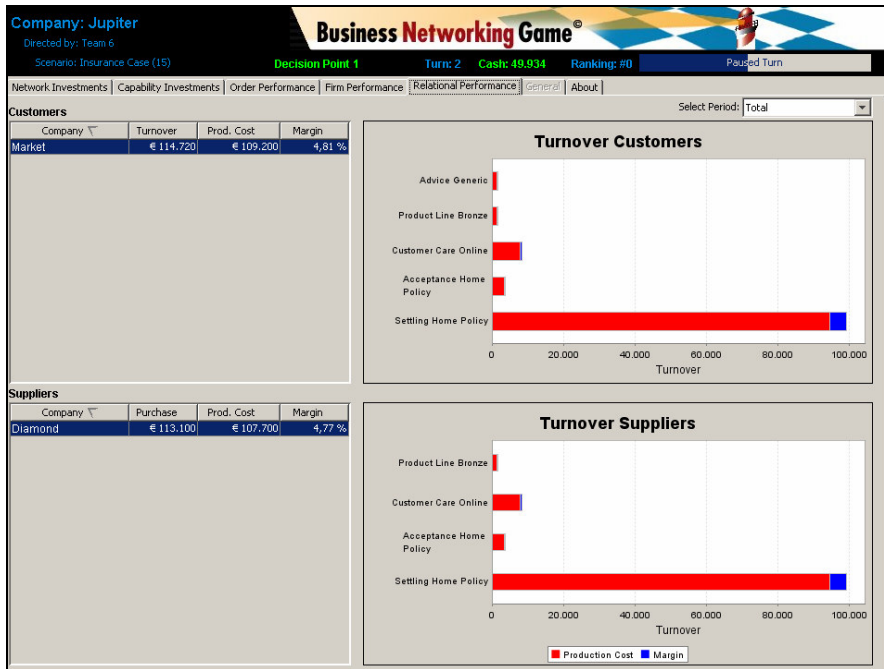 Company: Jupiter
Business Networking Game©
Directed by: Team 6
Scenario: Insurance Case (15)
Decision Point 1
Turn: 2
Cash: 49.934
Ranking: #0
Paused Turn
Network Investments
Capability Investments
Order Performance
Firm Performance
Relational Performance
General
About
Customers
Select Period: Total
Company Turnover Prod. Cost Margin
Market € 114.720 € 109.200 4,81 %
Turnover Customers
Advice Generic
Product Line Bronze
Customer Care Online
Acceptance Home
Policy
Settling Home Policy
0 20.000 40.000 60.000 80.000 100.000
Turnover
Suppliers
Company Purchase Prod. Cost Margin
Diamond € 113.100 € 107.700 4,77 %
Turnover Suppliers
Product Line Bronze
Customer Care Online
Acceptance Home
Policy
Settling Home Policy
0 20.000 40.000 60.000 80.000 100.000
Turnover
Production Cost Margin